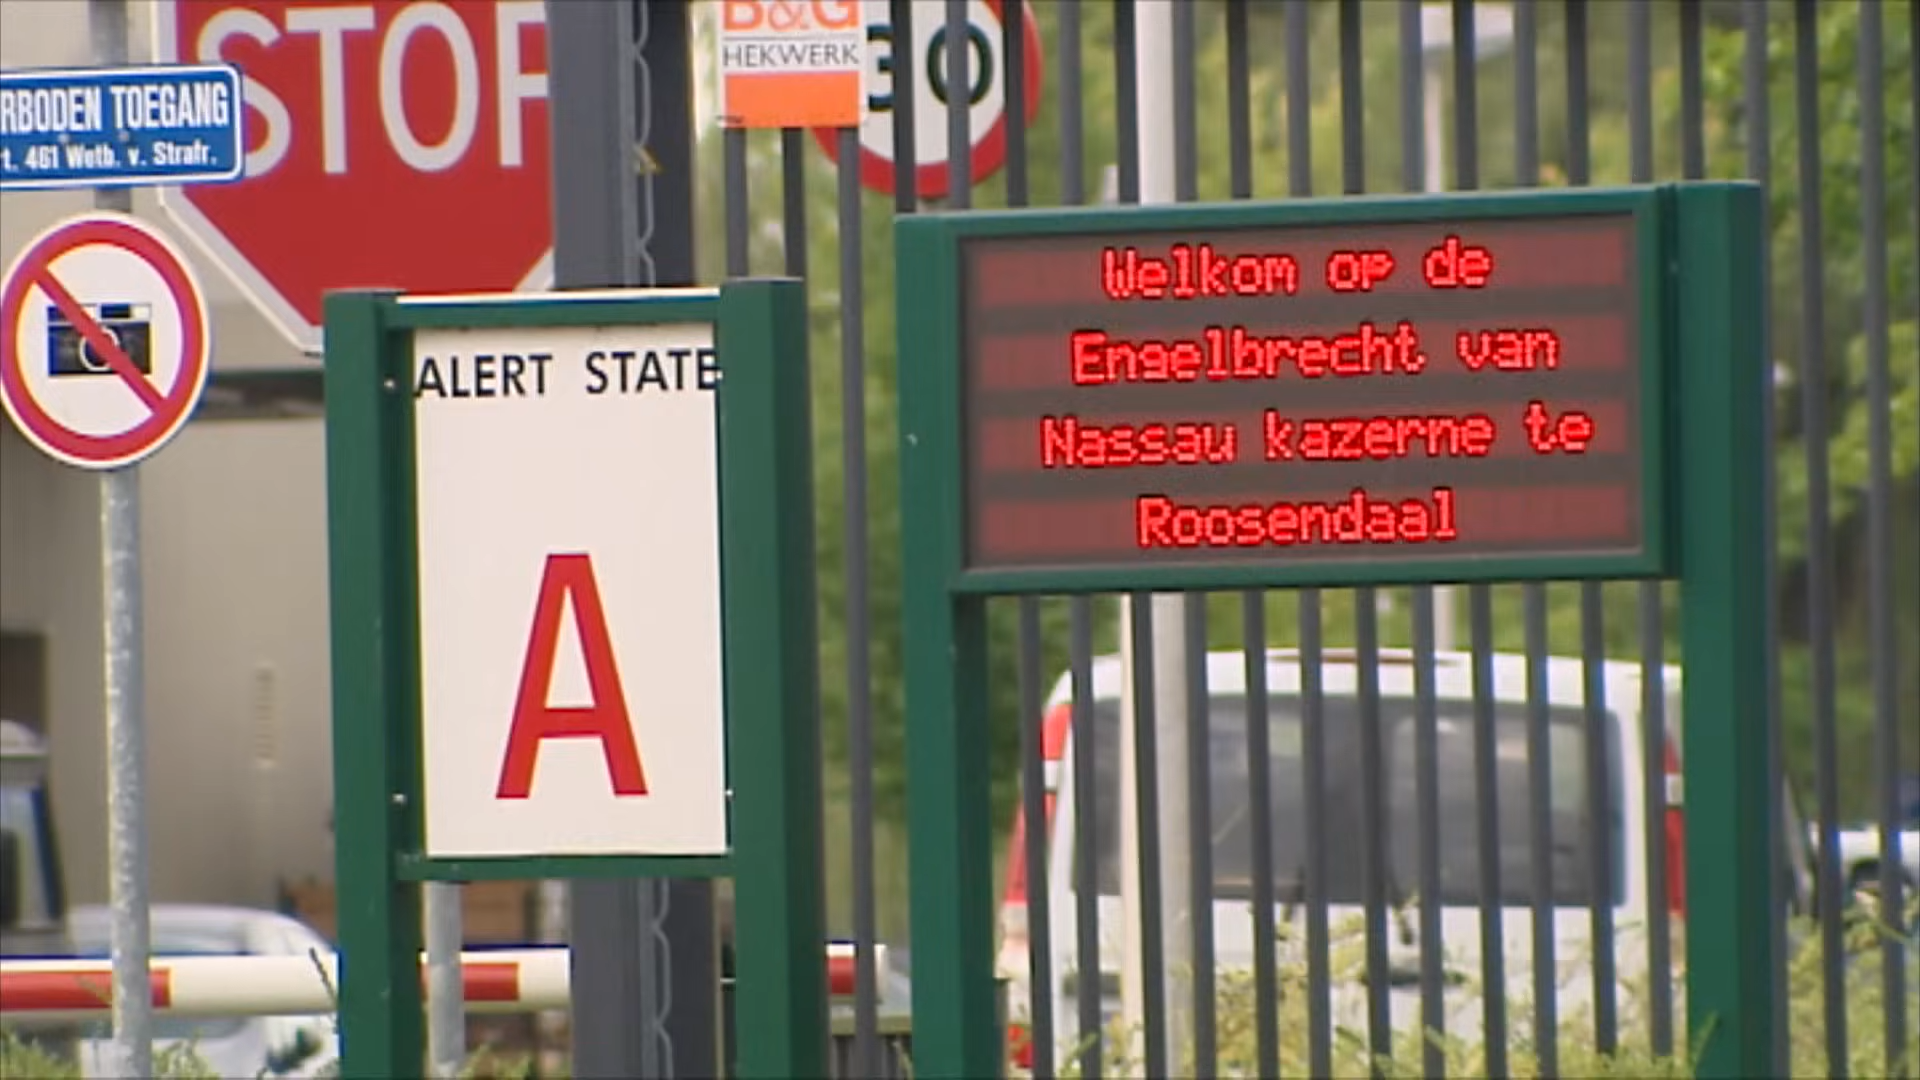 STOP
RBODEN TOEGANG
t. 461 Wetb. v. Strafr.
B&G
HEKWERK
30
ALERT STATE
A
Welkom op de
Engelbrecht van
Nassau kazerne te
Roosendaal